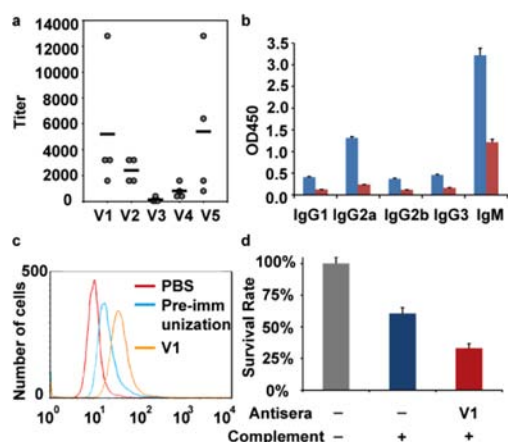 a
14000
12000
10000
8000
6000
4000
2000
0
Titer
V1 V2 V3 V4 V5
b
3.5
3.0
2.5
2.0
1.5
1.0
0.5
0.0
OD450
IgG1 IgG2a IgG2b IgG3 IgM
c
500
0
Number of cells
PBS
Pre-imm
unization
V1
10⁰ 10¹ 10² 10³ 10⁴
d
100%
75%
50%
25%
0%
Survival Rate
Antisera – – V1
Complement – + +